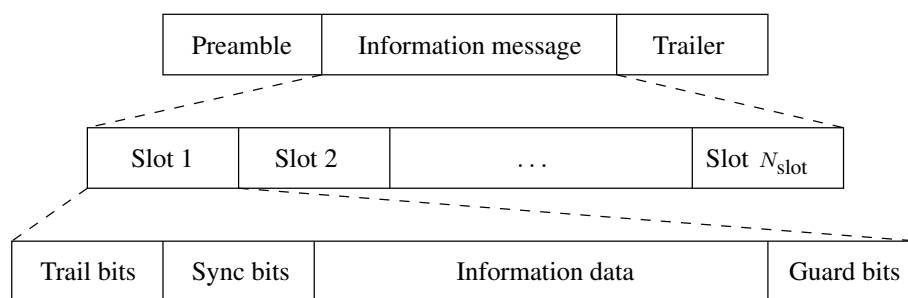 Preamble Information message Trailer
Slot 1 Slot 2 ... Slot N_slot
Trail bits Sync bits Information data Guard bits